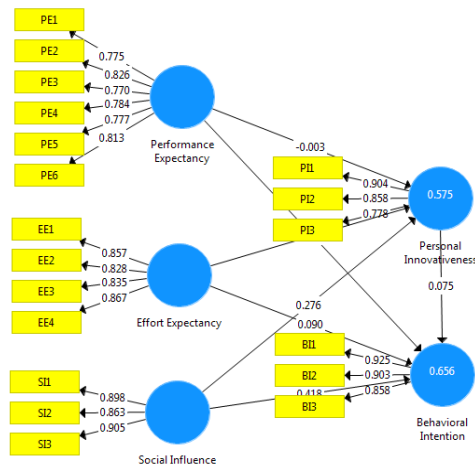 PE1
PE2
PE3
PE4
PE5
PE6
0.775
0.826
0.770
0.784
0.777
0.813
Performance
Expectancy
-0.003
PI1
PI2
PI3
0.904
0.858
0.778
0.575
Personal
Innovativeness
EE1
EE2
EE3
EE4
0.857
0.828
0.835
0.867
Effort Expectancy
0.276
0.090
0.075
BI1
BI2
BI3
0.925
0.903
0.858
0.418
0.656
Behavioral
Intention
SI1
SI2
SI3
0.898
0.863
0.905
Social Influence